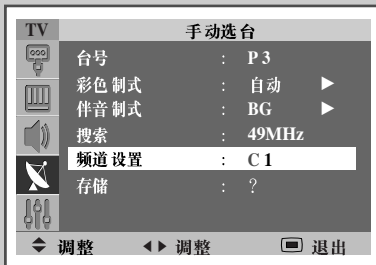 TV 手动选台
台号 : P 3
彩色制式 : 自动 ▶
伴音制式 : BG ▶
搜索 : 49MHz
频道设置 : C 1
存储 : ?
调整 调整 退出